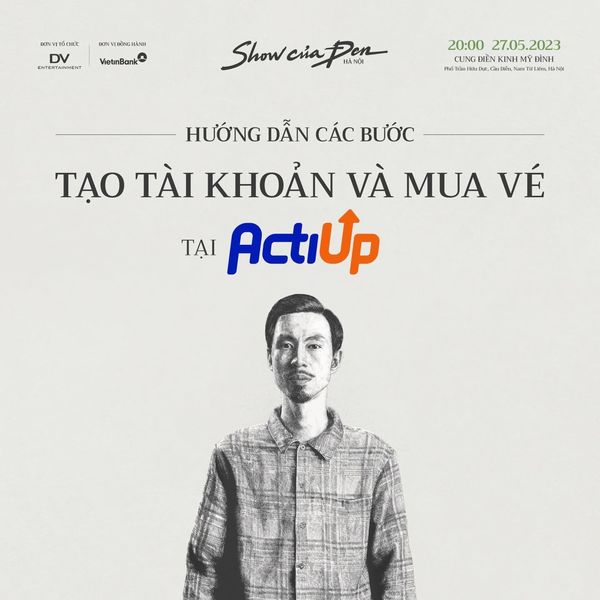 ĐƠN VỊ TỔ CHỨC
DV
ENTERTAINMENT
ĐƠN VỊ ĐỒNG HÀNH
VietinBank
Show của Đen
HÀ NỘI
20:00 27.05.2023
CUNG ĐIỀN KINH MỸ ĐÌNH
Phố Trần Hữu Dực, Cầu Diễn, Nam Từ Liêm, Hà Nội
HƯỚNG DẪN CÁC BƯỚC
TẠO TÀI KHOẢN VÀ MUA VÉ
TẠI ActiUp